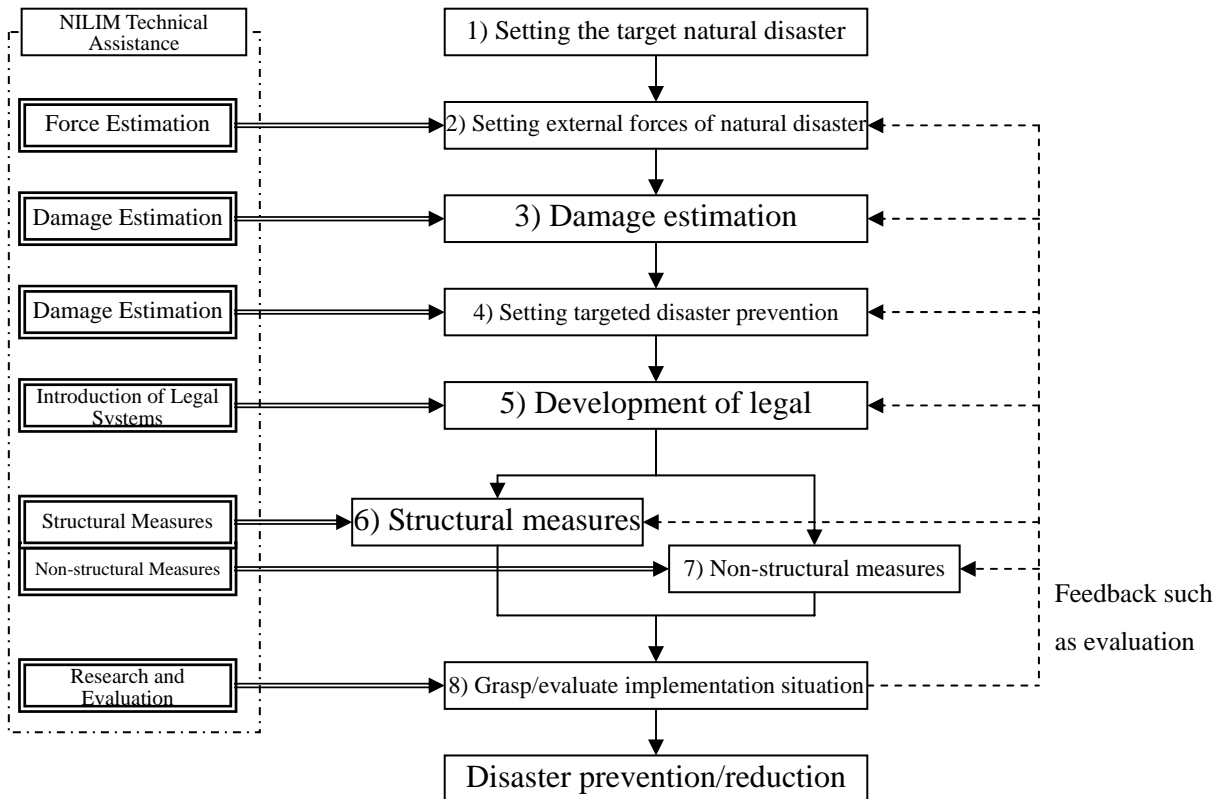 NILIM Technical
Assistance
1) Setting the target natural disaster
Force Estimation
2) Setting external forces of natural disaster
Damage Estimation
3) Damage estimation
Damage Estimation
4) Setting targeted disaster prevention
Introduction of Legal
Systems
5) Development of legal
Structural Measures
6) Structural measures
Non-structural Measures
7) Non-structural measures
Feedback such
as evaluation
Research and
Evaluation
8) Grasp/evaluate implementation situation
Disaster prevention/reduction